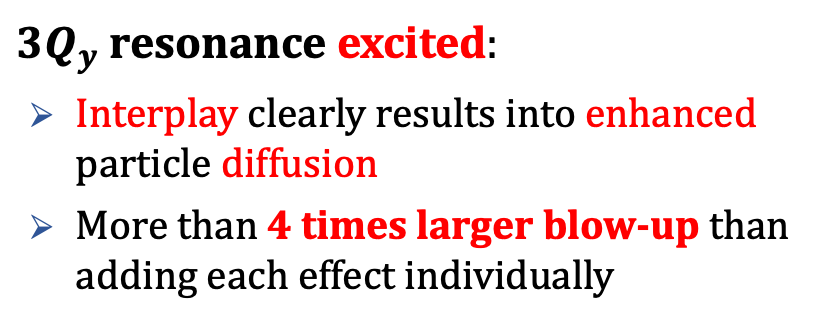 3Qy resonance excited:
➢ Interplay clearly results into enhanced
particle diffusion
➢ More than 4 times larger blow-up than
adding each effect individually